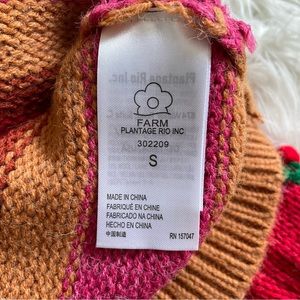 FARM
PLANTAGE RIO INC
302209
S
MADE IN CHINA
FABRIQUÉ EN CHINE
FABRICADO NA CHINA
HECHO EN CHINA
中国制造
RN 157047